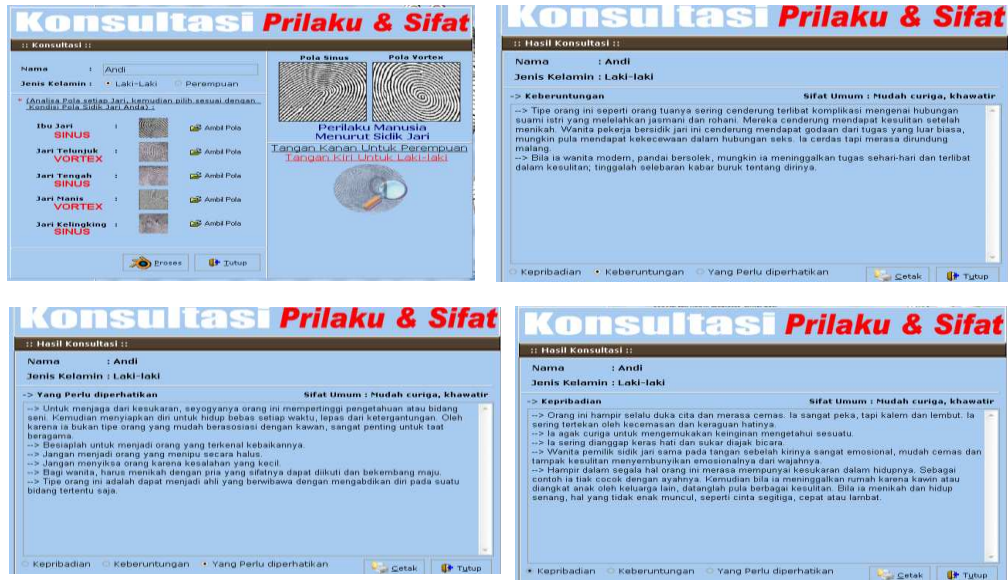 Konsultasi Prilaku & Sifat
:: Konsultasi ::
Nama : Andi
Jenis Kelamin : Laki-Laki Perempuan
* (Analisa Pola setiap Jari, kemudian pilih sesuai dengan
Kondisi Pola Sidik Jari Anda) :
Ibu Jari :
SINUS
Ambil Pola
Jari Telunjuk :
VORTEX
Ambil Pola
Jari Tengah :
SINUS
Ambil Pola
Jari Manis :
VORTEX
Ambil Pola
Jari Kelingking :
SINUS
Ambil Pola
Proses Tutup
Pola Sinus Pola Vortex
Perilaku Manusia
Menurut Sidik Jari
Tangan Kanan Untuk Perempuan
Tangan Kiri Untuk Laki-laki
Konsultasi Prilaku & Sifat
:: Hasil Konsultasi ::
Nama : Andi
Jenis Kelamin : Laki-laki
-> Keberuntungan Sifat Umum : Mudah curiga, khawatir
--> Tipe orang ini seperti orang tuanya sering cenderung terlibat komplikasi mengenai hubungan
suami istri yang melelahkan jasmani dan rohani. Mereka cenderung mendapat kesulitan setelah
menikah. Wanita pekerja bersidik jari ini cenderung mendapat godaan dari tugas yang luar biasa,
mungkin pula mendapat kekecewaan dalam hubungan seks. Ia cerdas tapi merasa dirundung
malang.
--> Bila ia wanita modern, pandai bersolek, mungkin ia meninggalkan tugas sehari-hari dan terlibat
dalam kesulitan; tinggalah selebaran kabar buruk tentang dirinya.
Kepribadian Keberuntungan Yang Perlu diperhatikan
Cetak Tutup
Konsultasi Prilaku & Sifat
:: Hasil Konsultasi ::
Nama : Andi
Jenis Kelamin : Laki-laki
-> Yang Perlu diperhatikan Sifat Umum : Mudah curiga, khawatir
--> Untuk menjaga dari kesukaran, seyogyanya orang ini mempertinggi pengetahuan atau bidang
seni. Kemudian menyiapkan diri untuk hidup bebas setiap waktu, lepas dari ketergantungan. Oleh
karena ia bukan tipe orang yang mudah berasosiasi dengan kawan, sangat penting untuk taat
beragama.
--> Besiaplah untuk menjadi orang yang terkenal kebaikannya.
--> Jangan menjadi orang yang menipu secara halus.
--> Jangan menyiksa orang karena kesalahan yang kecil.
--> Bagi wanita, harus menikah dengan pria yang sifatnya dapat diikuti dan bekembang maju.
--> Tipe orang ini adalah dapat menjadi ahli yang berwibawa dengan mengabdikan diri pada suatu
bidang tertentu saja.
Kepribadian Keberuntungan Yang Perlu diperhatikan
Cetak Tutup
Konsultasi Prilaku & Sifat
:: Hasil Konsultasi ::
Nama : Andi
Jenis Kelamin : Laki-laki
-> Kepribadian Sifat Umum : Mudah curiga, khawatir
--> Orang ini hampir selalu duka cita dan merasa cemas. Ia sangat peka, tapi kalem dan lembut. Ia
sering tertekan oleh kecemasan dan keraguan hatinya.
--> Ia agak curiga untuk mengemukakan keinginan mengetahui sesuatu.
--> Ia sering dianggap keras hati dan sukar diajak bicara.
--> Wanita pemilik sidik jari sama pada tangan sebelah kirinya sangat emosional, mudah cemas dan
tampak kesulitan menyembunyikan emosionalnya dari wajahnya.
--> Hampir dalam segala hal orang ini merasa mempunyai kesukaran dalam hidupnya. Sebagai
contoh ia tiak cocok dengan ayahnya. Kemudian bila ia meninggalkan rumah karena kawin atau
diangkat anak oleh keluarga lain, datanglah pula berbagai kesulitan. Bila ia menikah dan hidup
senang, hal yang tidak enak muncul, seperti cinta segitiga, cepat atau lambat.
Kepribadian Keberuntungan Yang Perlu diperhatikan
Cetak Tutup